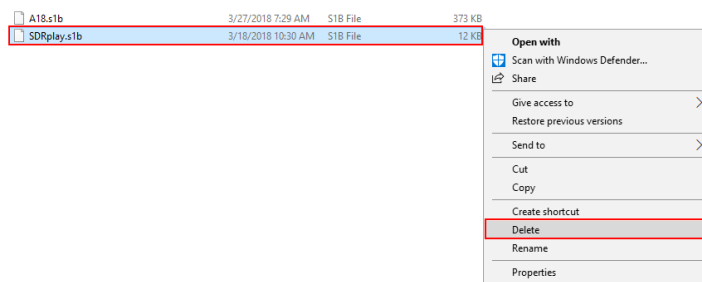 A18.s1b 3/27/2018 7:29 AM S1B File 373 KB
SDRplay.s1b 3/18/2018 10:30 AM S1B File 12 KB
Open with
Scan with Windows Defender...
Share
Give access to
Restore previous versions
Send to
Cut
Copy
Create shortcut
Delete
Rename
Properties